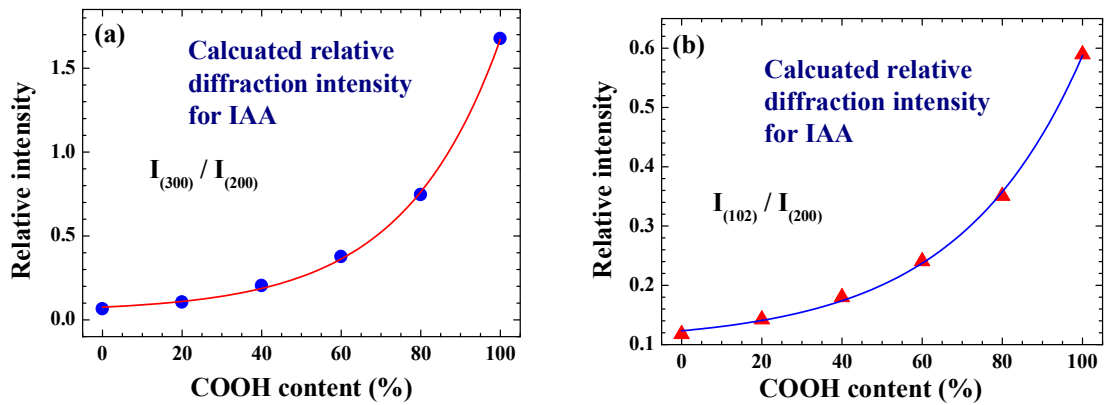 (a)
Calcuated relative
diffraction intensity
for IAA
I(300) / I(200)
Relative intensity
1.5
1.0
0.5
0.0
0 20 40 60 80 100
COOH content (%)
(b)
Calcuated relative
diffraction intensity
for IAA
I(102) / I(200)
Relative intensity
0.6
0.5
0.4
0.3
0.2
0.1
0 20 40 60 80 100
COOH content (%)